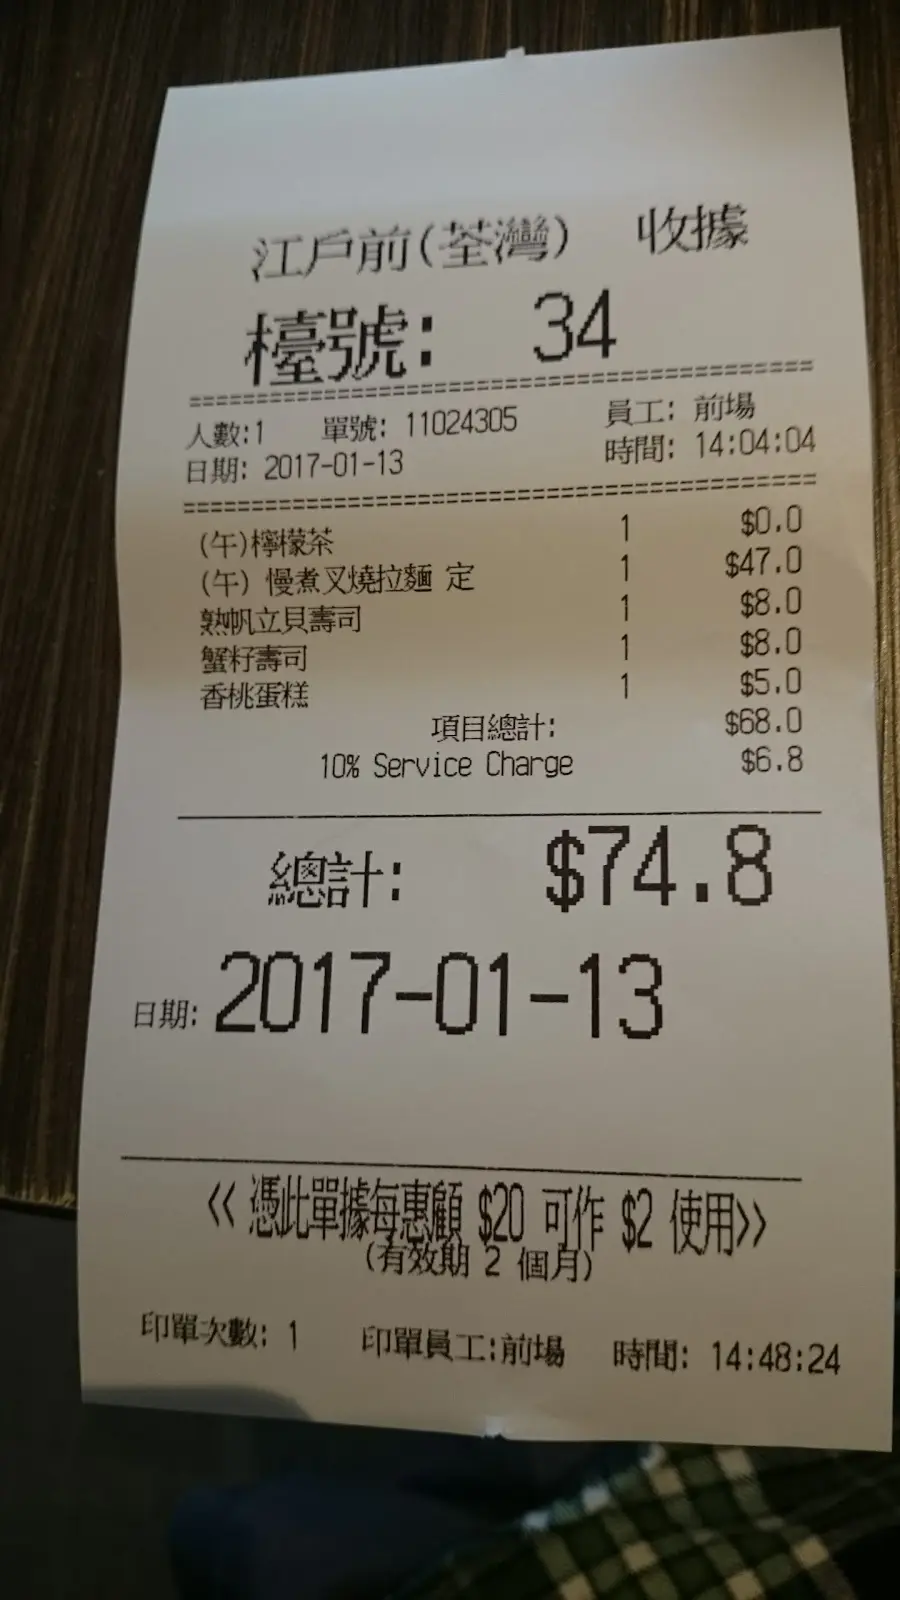 江戶前(荃灣) 收據
檯號: 34
人數:1 單號: 11024305 員工: 前場
日期: 2017-01-13 時間: 14:04:04
(午)檸檬茶 1 $0.0
(午) 慢煮叉燒拉麵 定 1 $47.0
熟帆立貝壽司 1 $8.0
蟹籽壽司 1 $8.0
香桃蛋糕 1 $5.0
項目總計: $68.0
10% Service Charge $6.8
總計: $74.8
日期: 2017-01-13
<< 憑此單據每惠顧 $20 可作 $2 使用>>
(有效期 2 個月)
印單次數: 1 印單員工:前場 時間: 14:48:24